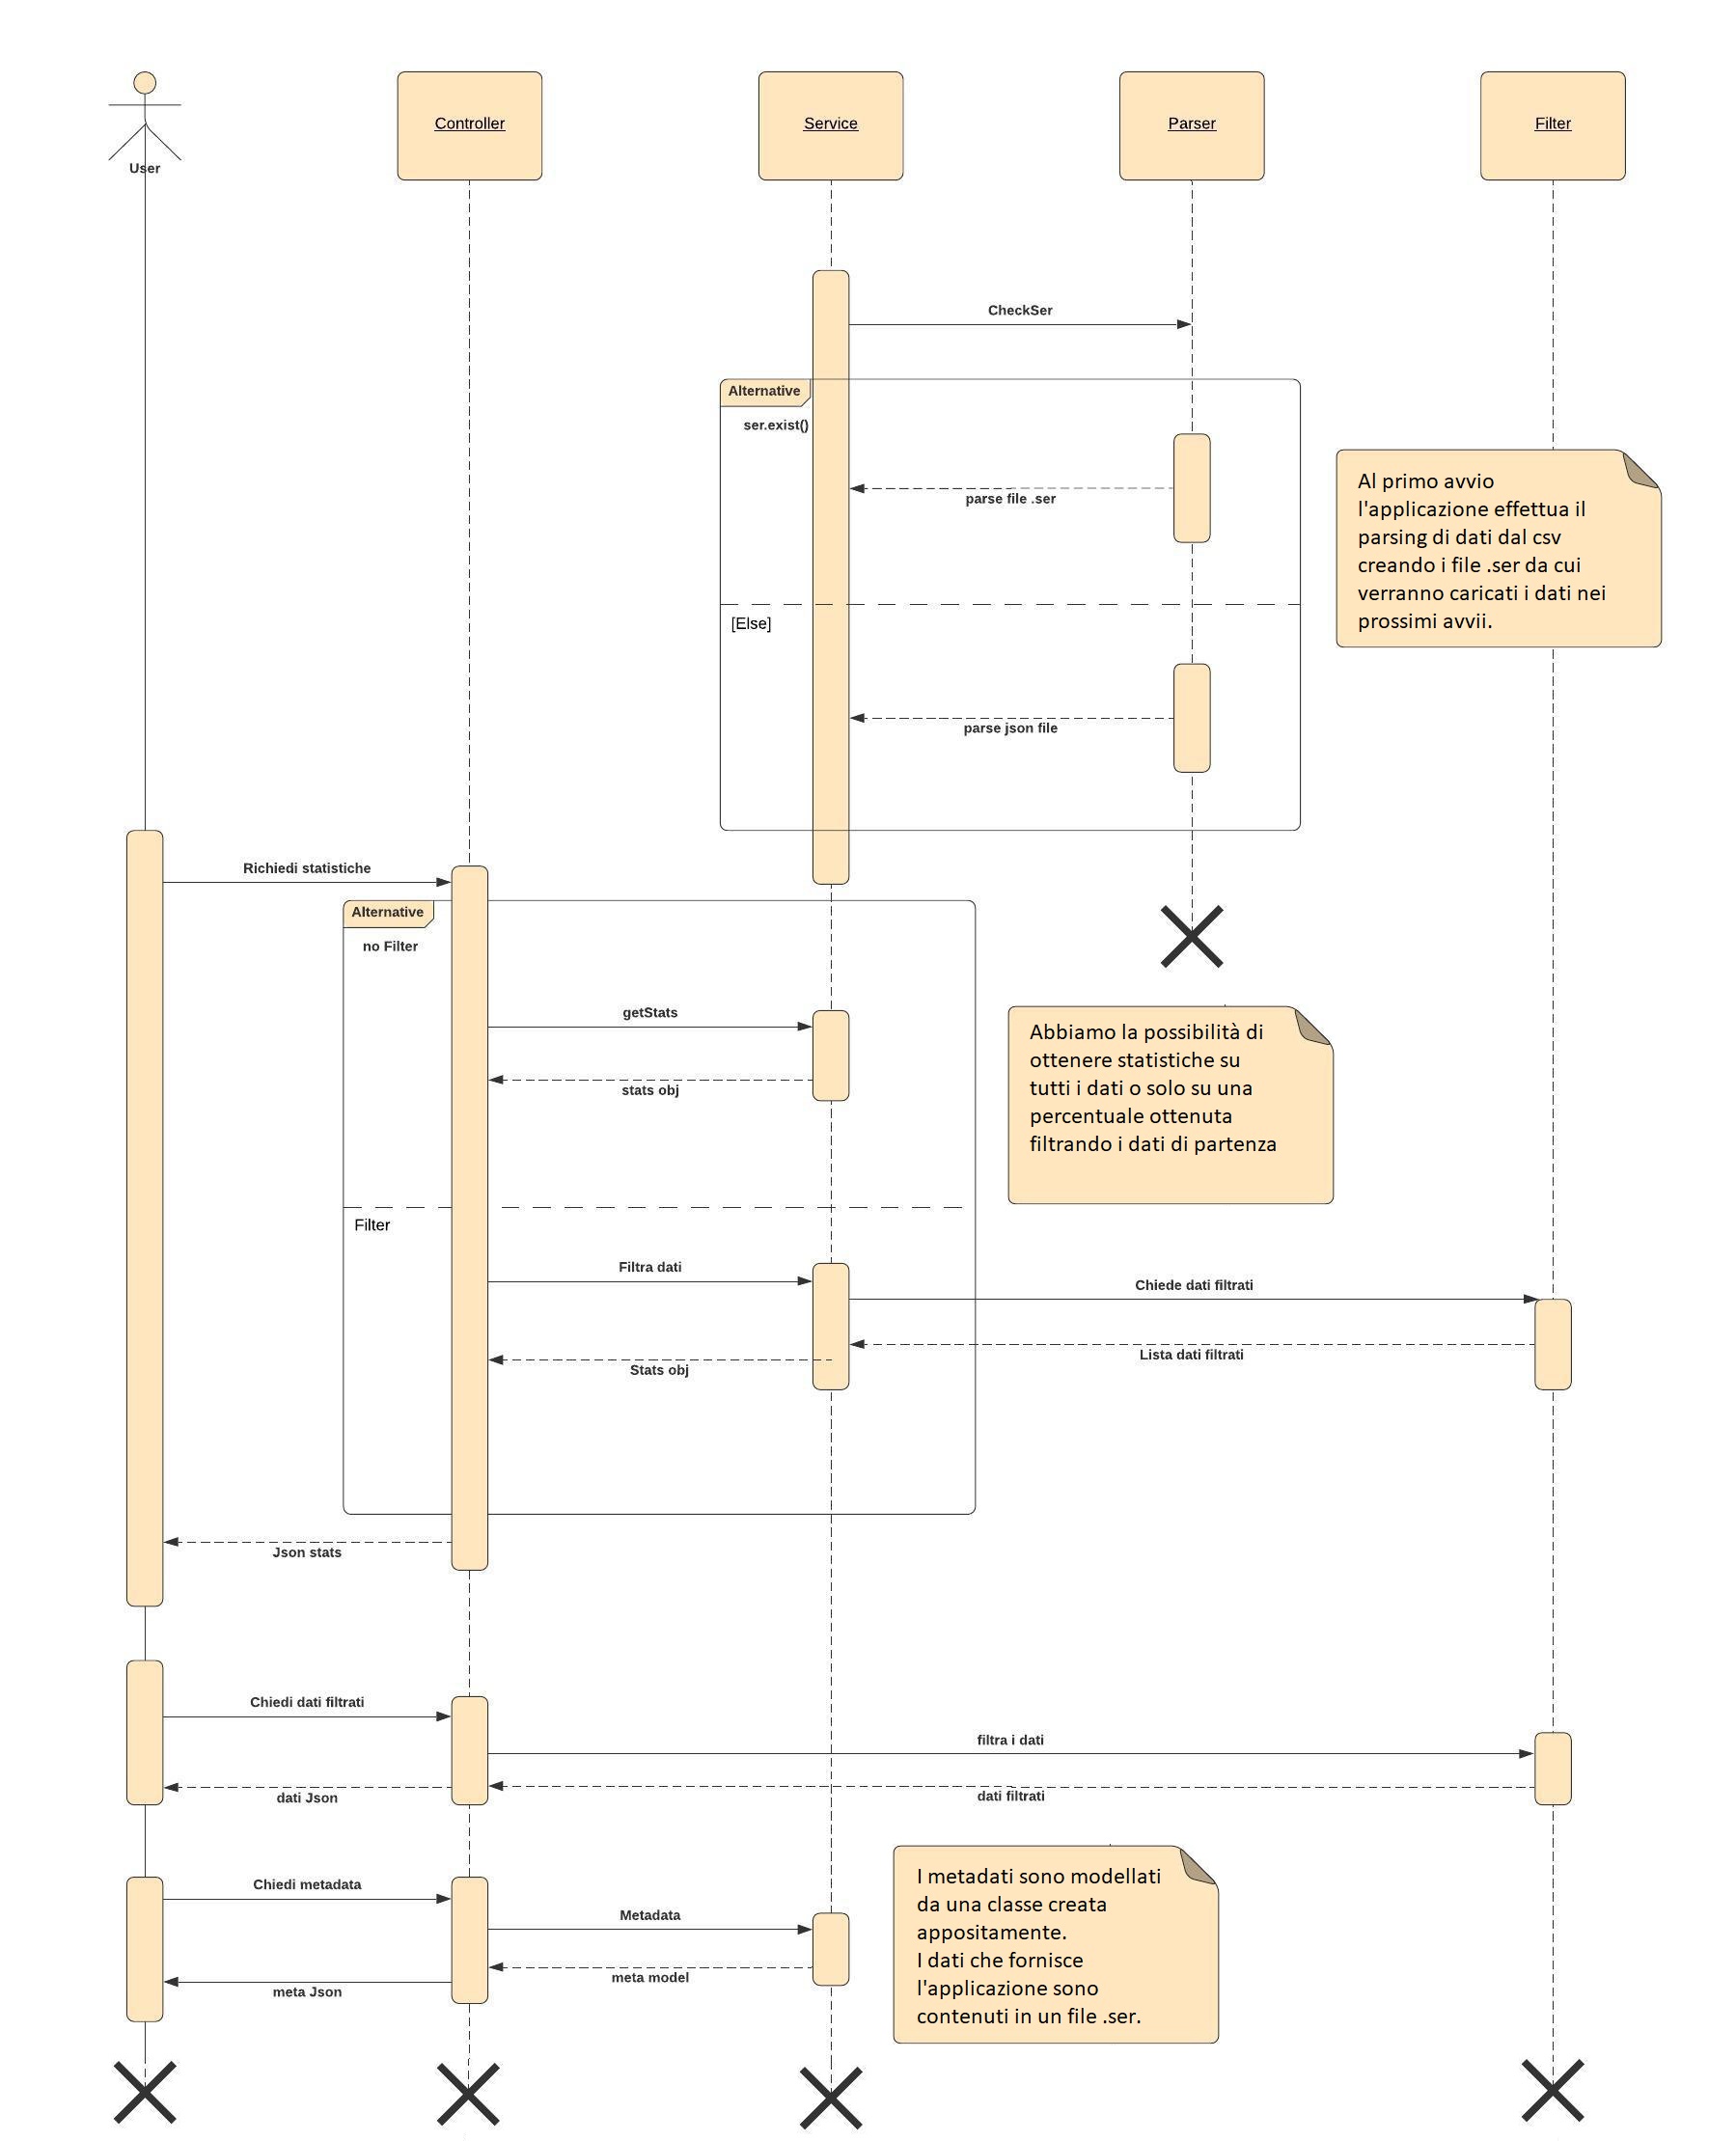 User
Controller
Service
Parser
Filter
CheckSer
Alternative
ser.exist()
parse file .ser
Al primo avvio
l'applicazione effettua il
parsing di dati dal csv
creando i file .ser da cui
verranno caricati i dati nei
prossimi avvii.
[Else]
parse json file
Richiedi statistiche
Alternative
no Filter
getStats
stats obj
Abbiamo la possibilità di
ottenere statistiche su
tutti i dati o solo su una
percentuale ottenuta
filtrando i dati di partenza
Filter
Filtra dati
Chiede dati filtrati
Lista dati filtrati
Stats obj
Json stats
Chiedi dati filtrati
filtra i dati
dati Json
dati filtrati
Chiedi metadata
Metadata
meta model
meta Json
I metadati sono modellati
da una classe creata
appositamente.
I dati che fornisce
l'applicazione sono
contenuti in un file .ser.